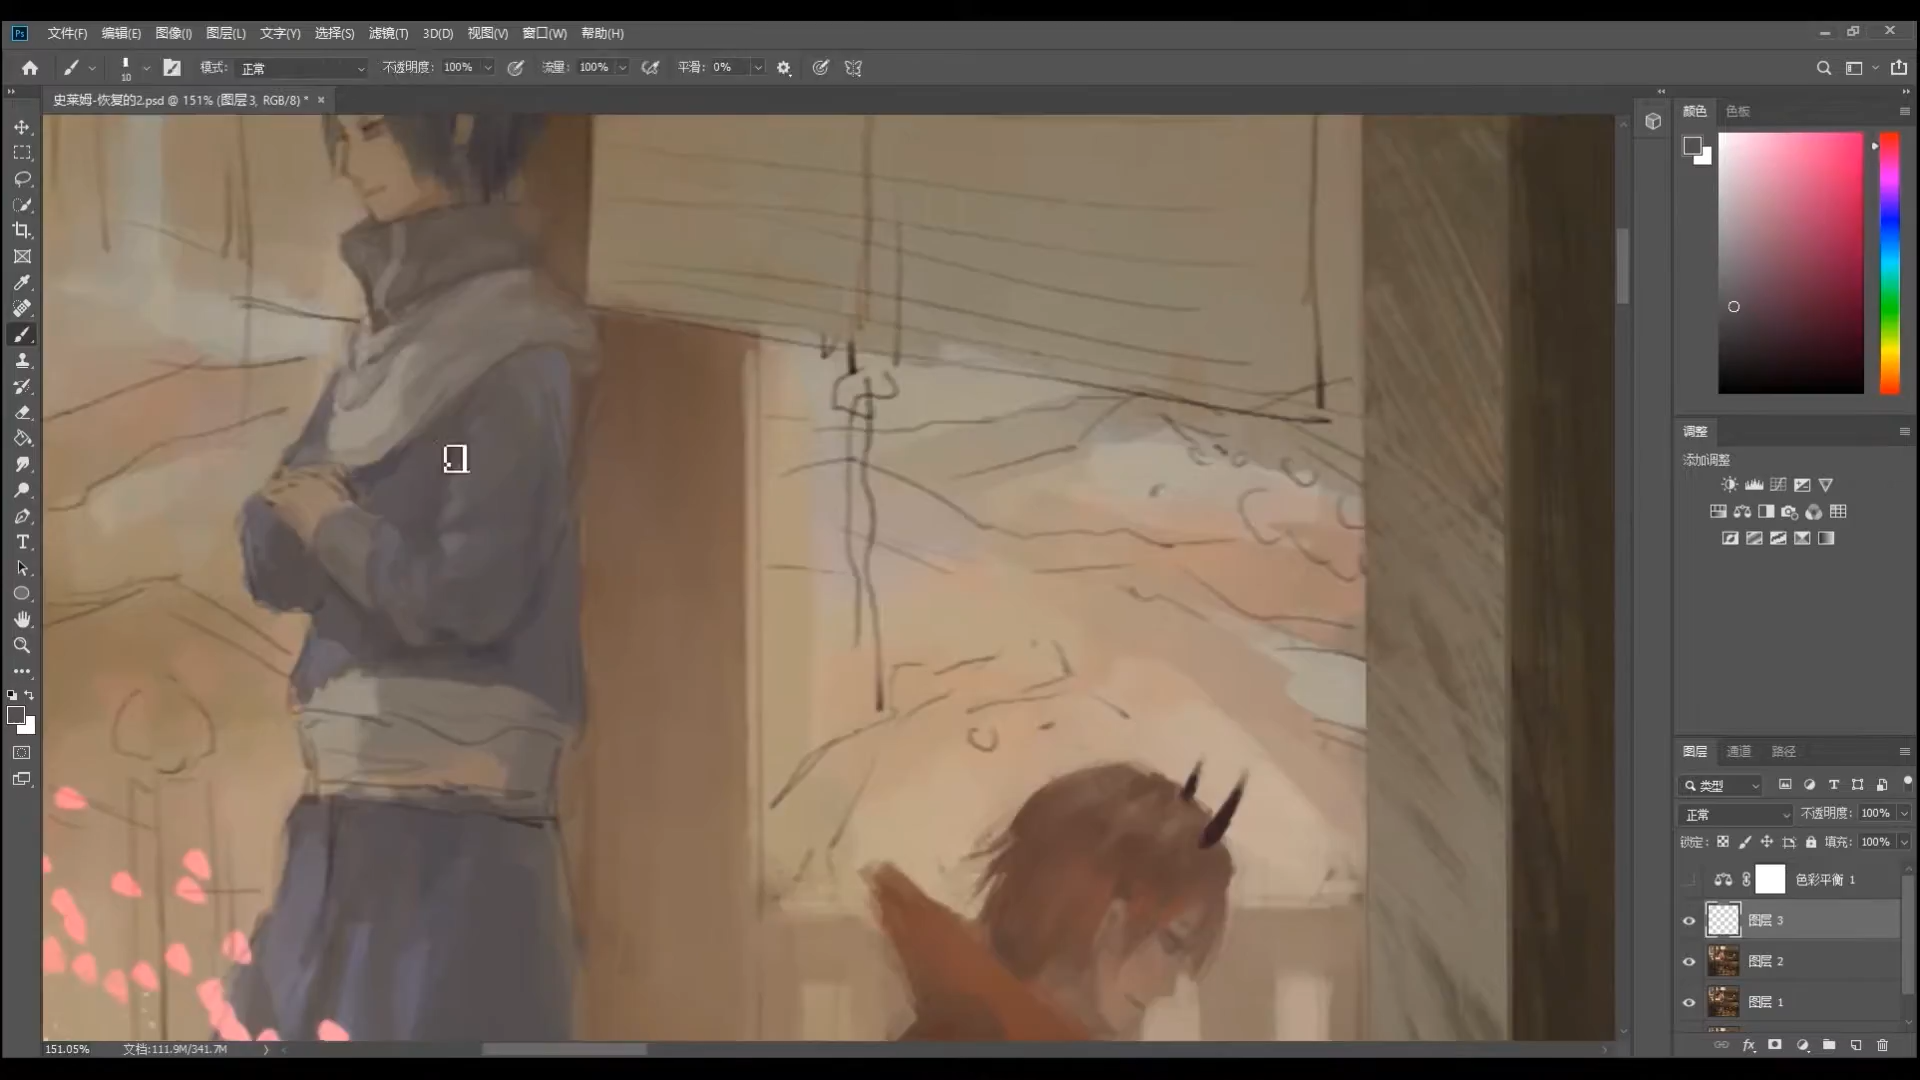 Ps 文件(F) 编辑(E) 图像(I) 图层(L) 文字(Y) 选择(S) 滤镜(T) 3D(D) 视图(V) 窗口(W) 帮助(H)
10 模式: 正常 不透明度: 100% 流量: 100% 平滑: 0%
史莱姆-恢复的2.psd @ 151% (图层 3, RGB/8) * ×
颜色 色板
调整
添加调整
图层 通道 路径
类型
正常 不透明度: 100%
锁定: 填充: 100%
色彩平衡 1
图层 3
图层 2
图层 1
fx
151.05% 文档:111.9M/341.7M